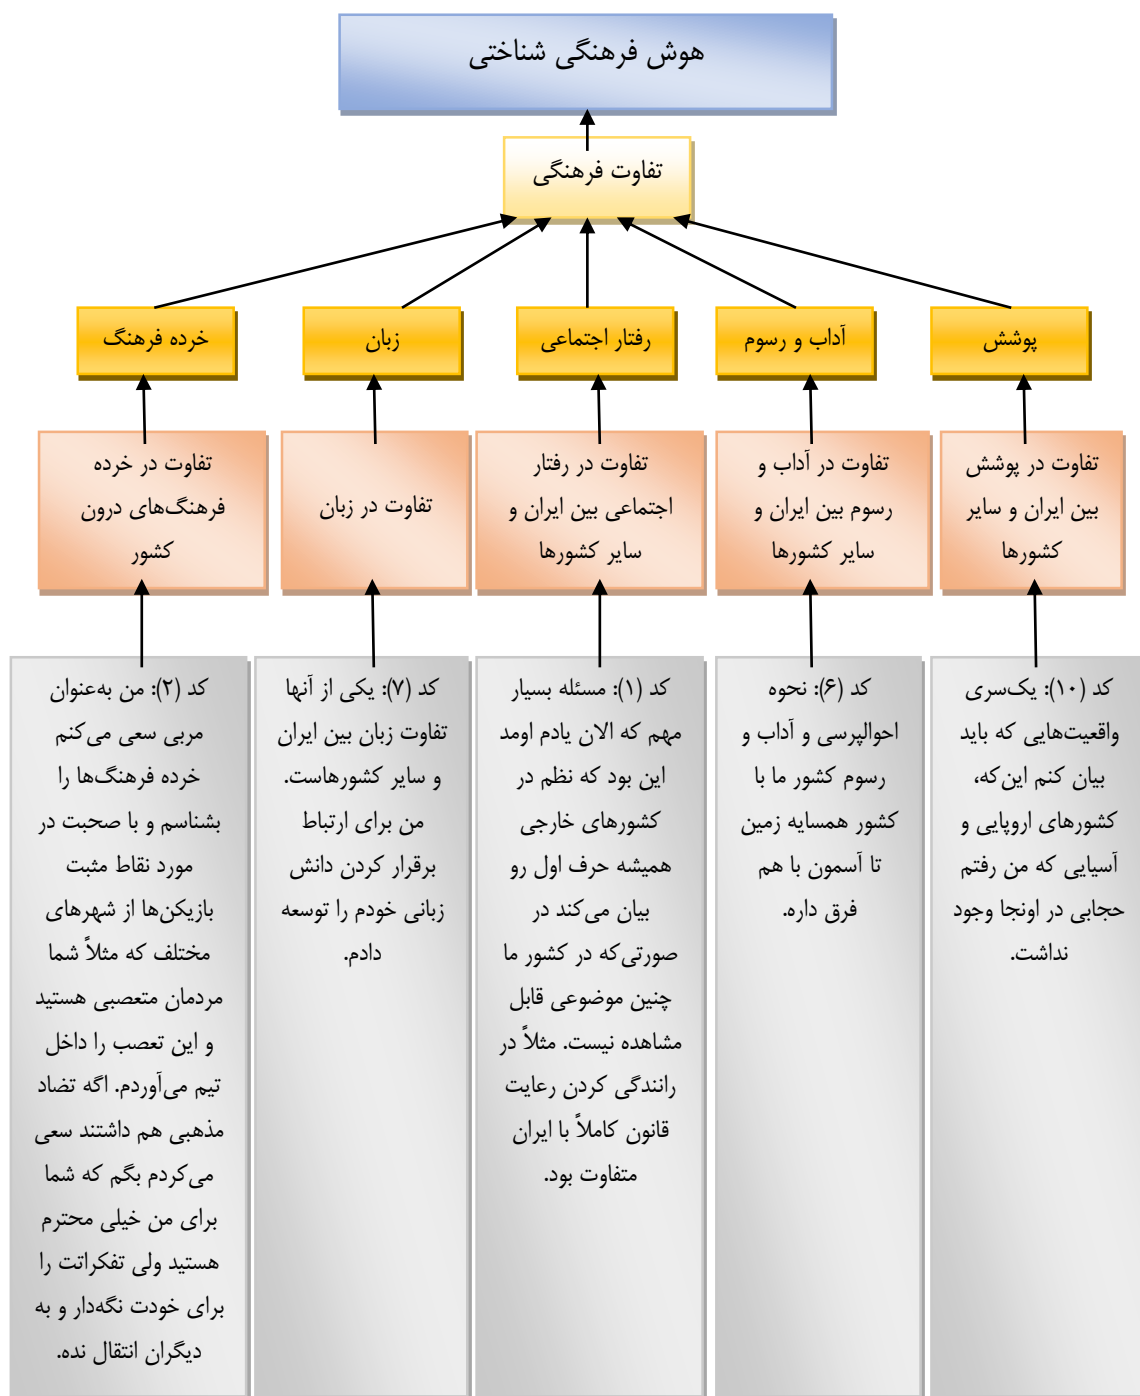 هوش فرهنگی شناختی
تفاوت فرهنگی
پوشش
آداب و رسوم
رفتار اجتماعی
زبان
خرده فرهنگ
تفاوت در پوشش
بین ایران و سایر
کشورها
تفاوت در آداب و
رسوم بین ایران و
سایر کشورها
تفاوت در رفتار
اجتماعی بین ایران و
سایر کشورها
تفاوت در زبان
تفاوت در خرده
فرهنگ‌های درون
کشور
کد (۱۰): یک‌سری
واقعیت‌هایی که باید
بیان کنم این‌که،
کشورهای اروپایی و
آسیایی که من رفتم
حجابی در اونجا وجود
نداشت.
کد (۶): نحوه
احوالپرسی و آداب و
رسوم کشور ما با
کشور همسایه زمین
تا آسمون با هم
فرق داره.
کد (۱): مسئله بسیار
مهم که الان یادم اومد
این بود که نظم در
کشورهای خارجی
همیشه حرف اول رو
بیان می‌کند در
صورتی‌که در کشور ما
چنین موضوعی قابل
مشاهده نیست. مثلاً در
رانندگی کردن رعایت
قانون کاملاً با ایران
متفاوت بود.
کد (۷): یکی از آنها
تفاوت زبان بین ایران
و سایر کشورهاست.
من برای ارتباط
برقرار کردن دانش
زبانی خودم را توسعه
دادم.
کد (۲): من به‌عنوان
مربی سعی می‌کنم
خرده فرهنگ‌ها را
بشناسم و با صحبت در
مورد نقاط مثبت
بازیکن‌ها از شهرهای
مختلف که مثلاً شما
مردمان متعصبی هستید
و این تعصب را داخل
تیم می‌آوردم. اگه تضاد
مذهبی هم داشتند سعی
می‌کردم بگم که شما
برای من خیلی محترم
هستید ولی تفکراتت را
برای خودت نگه‌دار و به
دیگران انتقال نده.